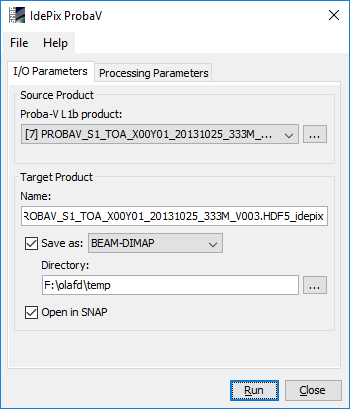 IdePix ProbaV
File Help
I/O Parameters Processing Parameters
Source Product
Proba-V L1b product:
[7] PROBAV_S1_TOA_X00Y01_20131025_333M_... ...
Target Product
Name:
ROBAV_S1_TOA_X00Y01_20131025_333M_V003.HDF5_idepix
Save as: BEAM-DIMAP
Directory:
F:\olafd\temp ...
Open in SNAP
Run Close